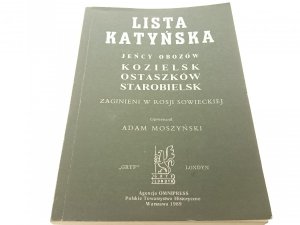 LISTA
KATYŃSKA
JEŃCY OBOZÓW
KOZIELSK
OSTASZKÓW
STAROBIELSK
ZAGINIENI W ROSJI SOWIECKIEJ
Opracował
ADAM MOSZYŃSKI
„GRYF” LONDYN
Agencja OMNIPRESS
Polskie Towarzystwo Historyczne
Warszawa 1989